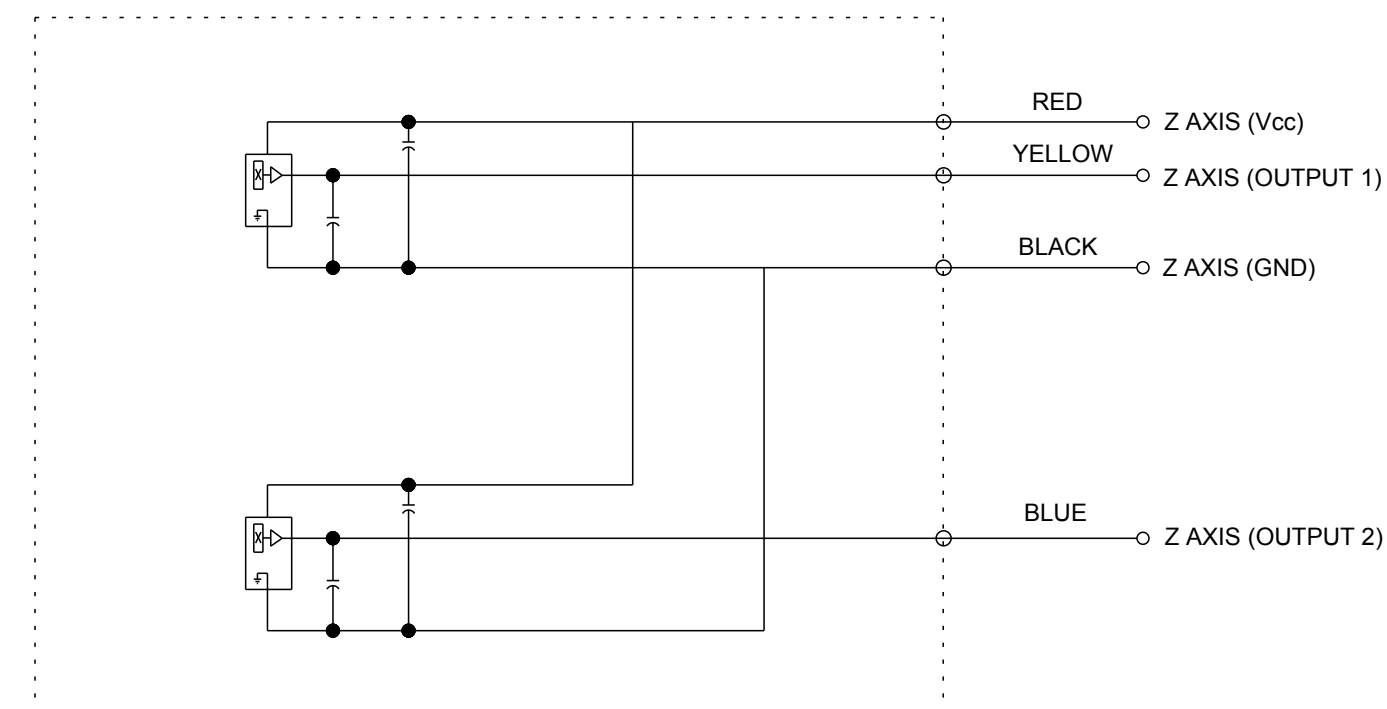 RED
Z AXIS (Vcc)
YELLOW
Z AXIS (OUTPUT 1)
X
BLACK
Z AXIS (GND)
BLUE
Z AXIS (OUTPUT 2)
X